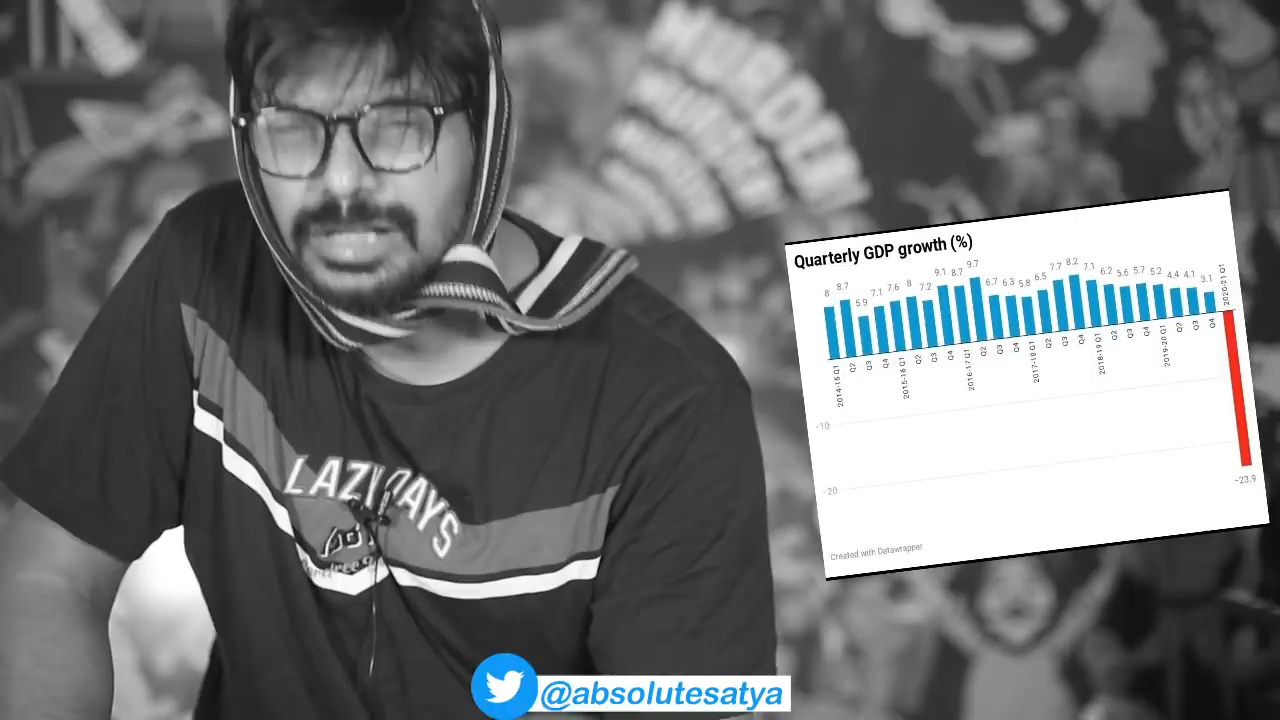 LAZY DAYS
Quarterly GDP growth (%)
8 8.7 5.9 7.1 7.6 8 7.2 9.1 8.7 9.7 6.7 6.3 5.8 6.5 7.7 8.2 7.1 6.2 5.6 5.7 5.2 4.4 4.1 3.1
2014-15 Q1 Q2 Q3 Q4 2015-16 Q1 Q2 Q3 Q4 2016-17 Q1 Q2 Q3 Q4 2017-18 Q1 Q2 Q3 Q4 2018-19 Q1 Q2 Q3 Q4 2019-20 Q1 Q2 Q3 Q4 2020-21 Q1
-10
-20
-23.9
Created with Datawrapper
@absolutesatya